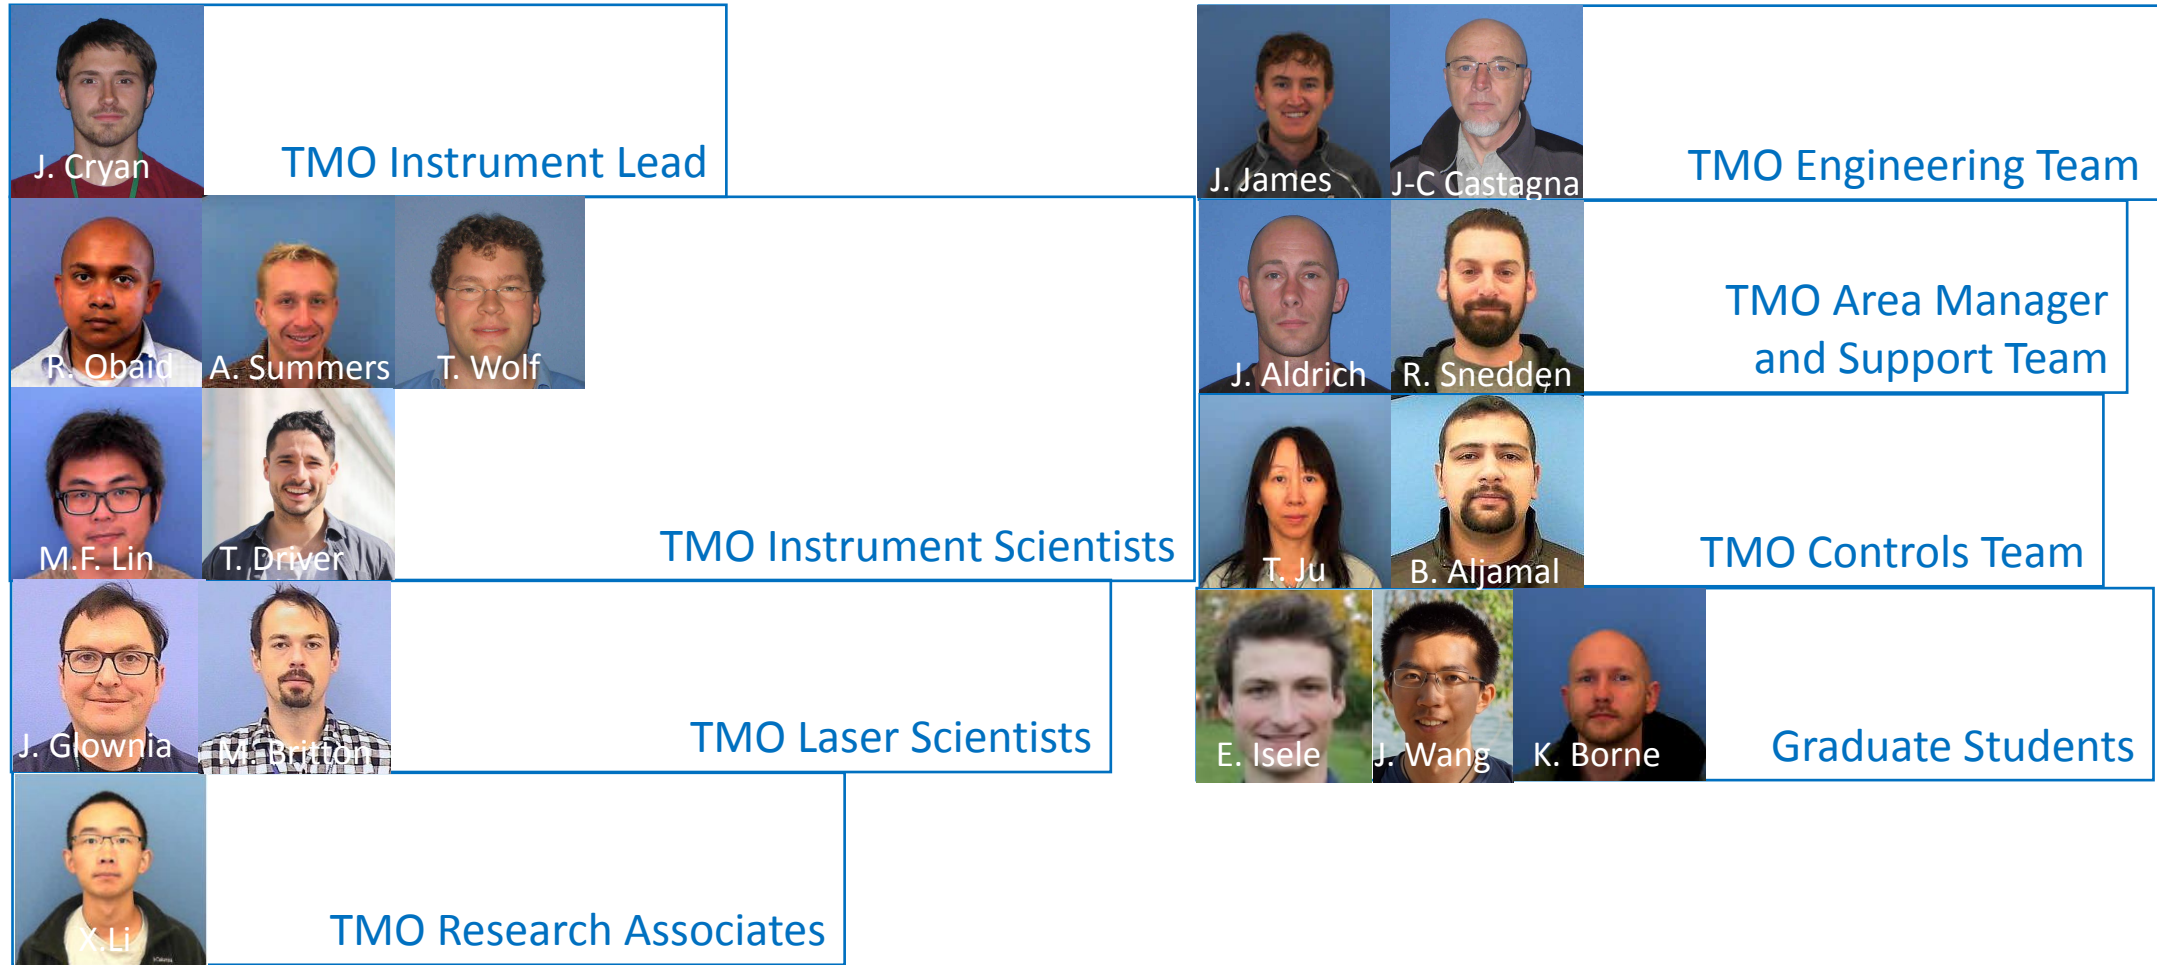 J. Cryan
TMO Instrument Lead
R. Obaid
A. Summers
T. Wolf
M.F. Lin
T. Driver
TMO Instrument Scientists
J. Glownia
M. Britton
TMO Laser Scientists
X.Li
TMO Research Associates
J. James
J-C Castagna
TMO Engineering Team
J. Aldrich
R. Snedden
TMO Area Manager
and Support Team
T. Ju
B. Aljamal
TMO Controls Team
E. Isele
J. Wang
K. Borne
Graduate Students